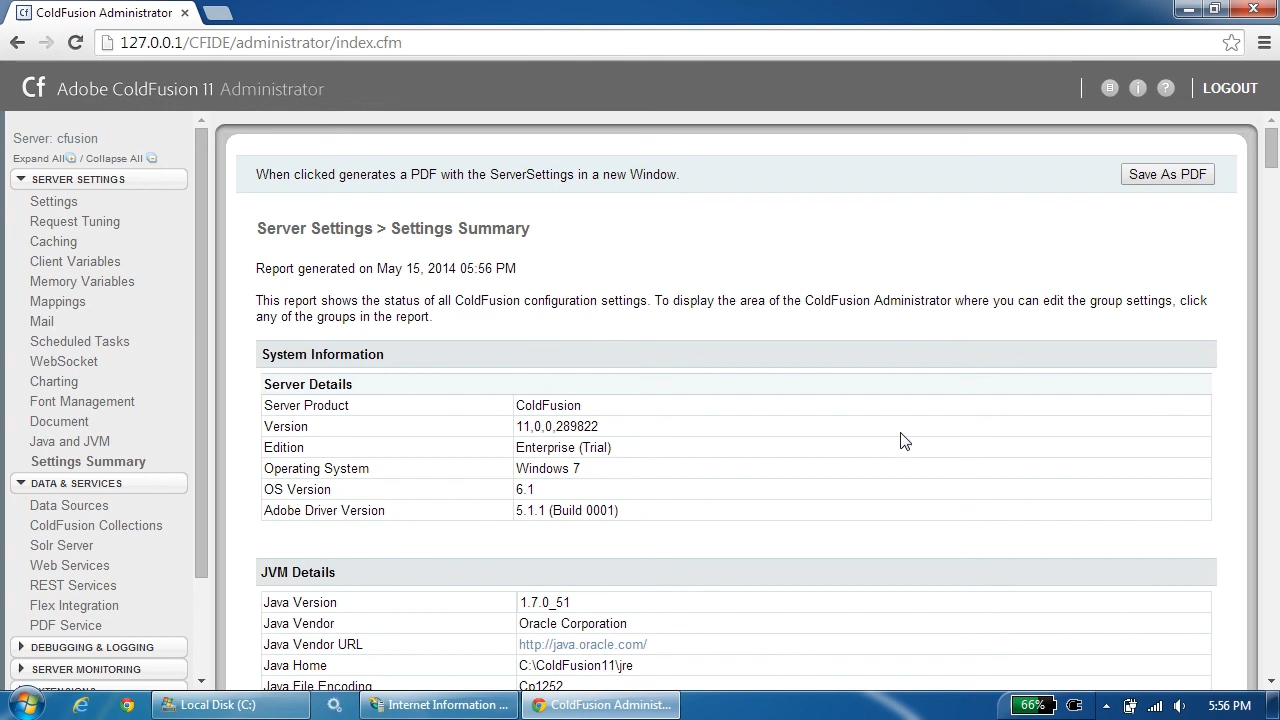 ColdFusion Administrator
127.0.0.1/CFIDE/administrator/index.cfm
Cf Adobe ColdFusion 11 Administrator
LOGOUT
Server: cfusion
Expand All / Collapse All
SERVER SETTINGS
Settings
Request Tuning
Caching
Client Variables
Memory Variables
Mappings
Mail
Scheduled Tasks
WebSocket
Charting
Font Management
Document
Java and JVM
Settings Summary
DATA & SERVICES
Data Sources
ColdFusion Collections
Solr Server
Web Services
REST Services
Flex Integration
PDF Service
DEBUGGING & LOGGING
SERVER MONITORING
When clicked generates a PDF with the ServerSettings in a new Window.
Save As PDF
Server Settings > Settings Summary
Report generated on May 15, 2014 05:56 PM
This report shows the status of all ColdFusion configuration settings. To display the area of the ColdFusion Administrator where you can edit the group settings, click
any of the groups in the report.
System Information
Server Details
Server Product ColdFusion
Version 11,0,0,289822
Edition Enterprise (Trial)
Operating System Windows 7
OS Version 6.1
Adobe Driver Version 5.1.1 (Build 0001)
JVM Details
Java Version 1.7.0_51
Java Vendor Oracle Corporation
Java Vendor URL http://java.oracle.com/
Java Home C:\ColdFusion11\jre
Java File Encoding Cp1252
Local Disk (C:)
Internet Information ...
ColdFusion Administ...
66%
5:56 PM